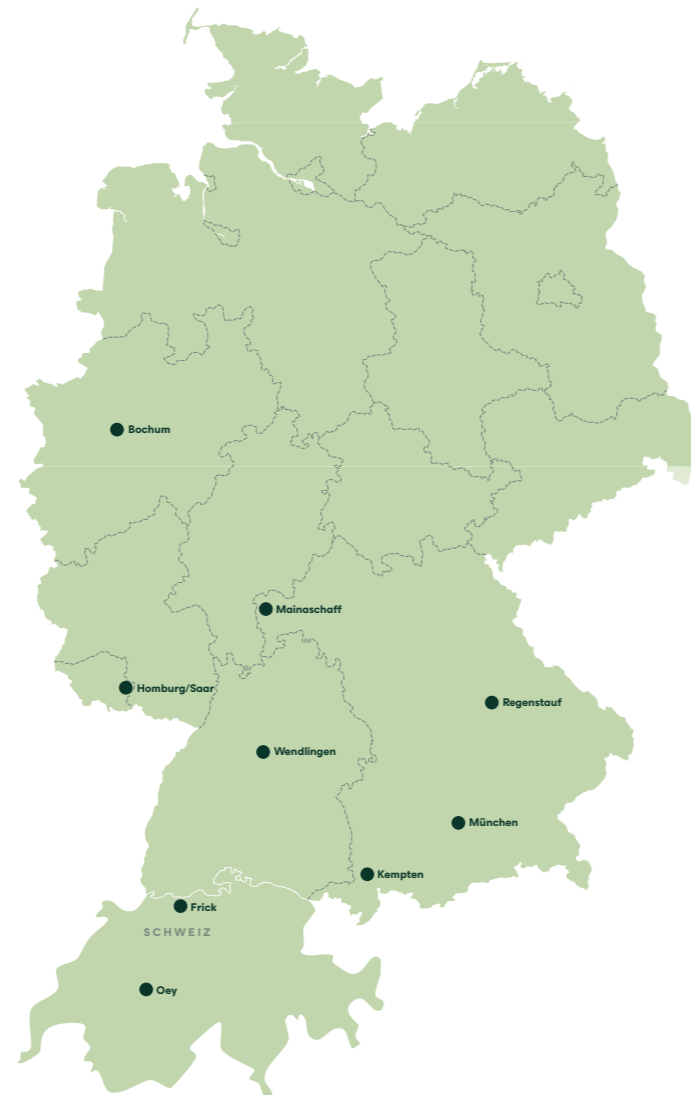 Bochum
Mainaschaff
Homburg/Saar
Regenstauf
Wendlingen
München
Kempten
Frick
SCHWEIZ
Oey